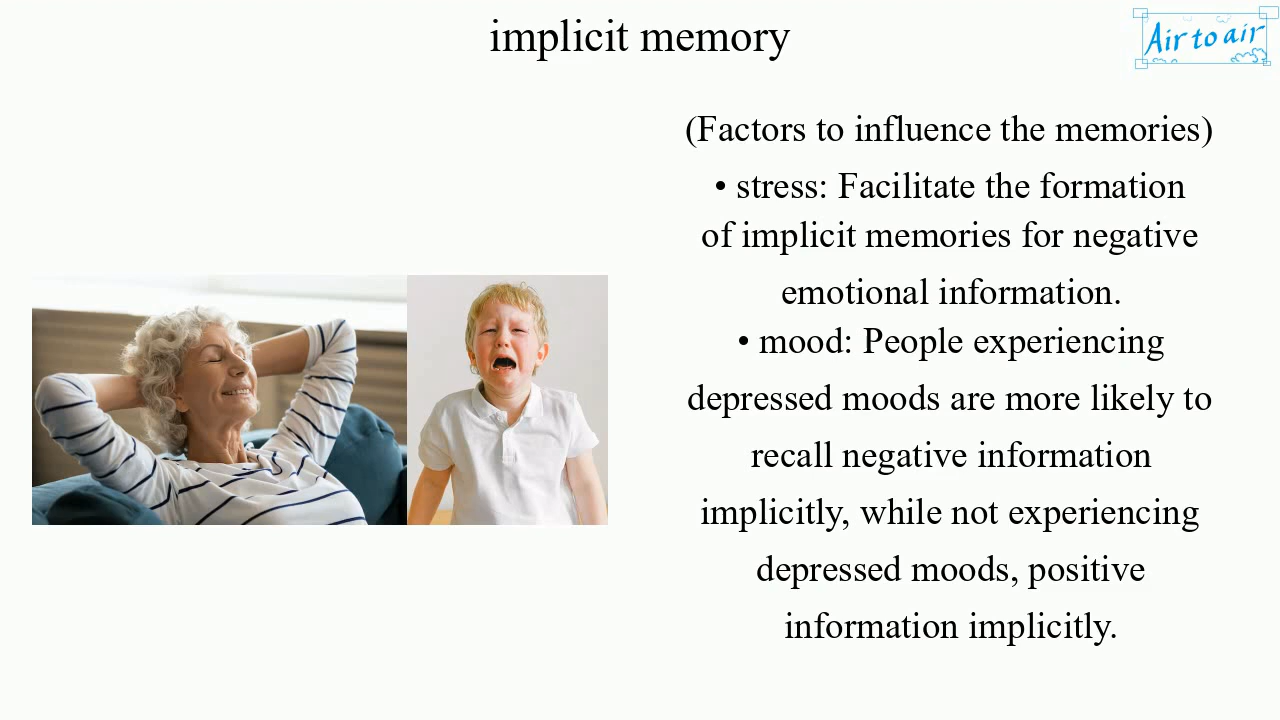 implicit memory
Air to air
(Factors to influence the memories)
• stress: Facilitate the formation
of implicit memories for negative
emotional information.
• mood: People experiencing
depressed moods are more likely to
recall negative information
implicitly, while not experiencing
depressed moods, positive
information implicitly.